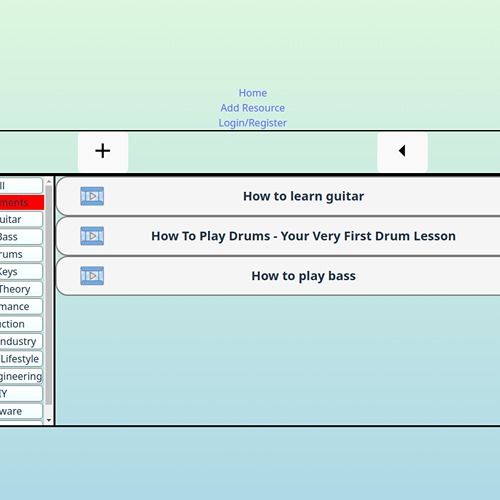 Home
Add Resource
Login/Register
+
ll
ments
uitar
Bass
rums
Keys
Theory
mance
uction
ndustry
Lifestyle
gineering
IY
ware
How to learn guitar
How To Play Drums - Your Very First Drum Lesson
How to play bass